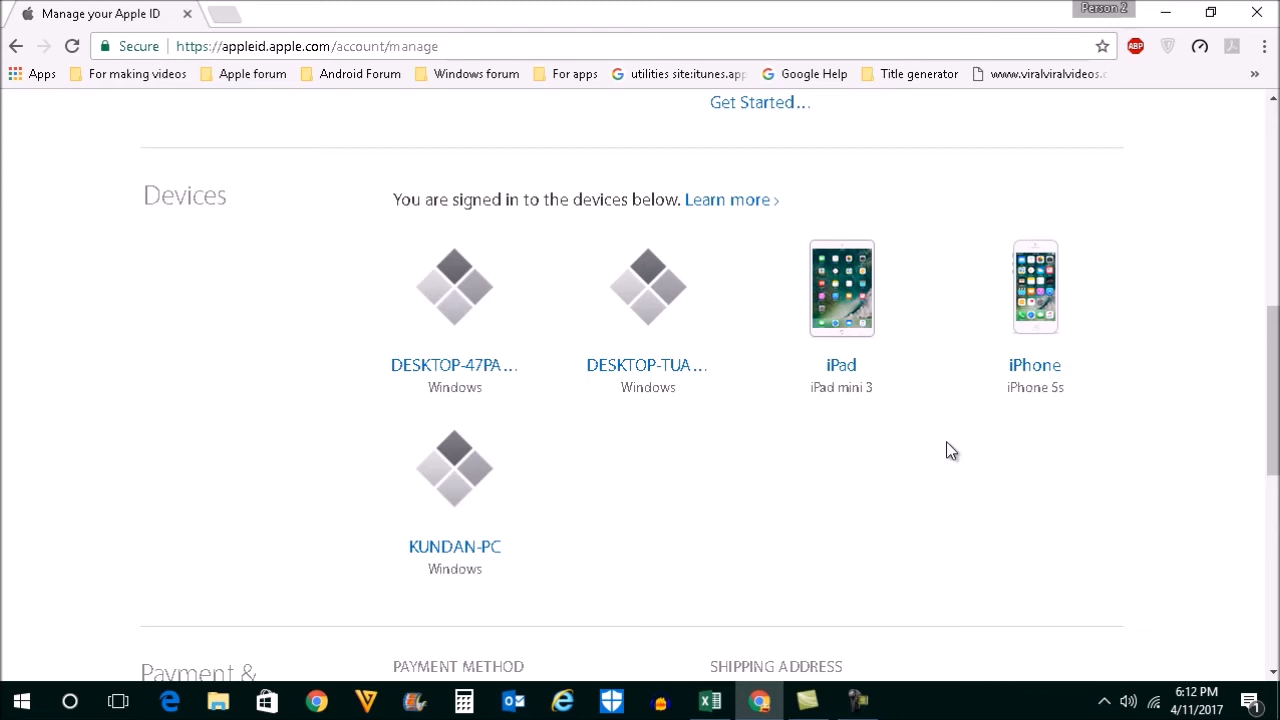 Manage your Apple ID
Person 2
Secure https://appleid.apple.com/account/manage
ABP
Apps For making videos Apple forum Android Forum Windows forum For apps utilities site:itunes.app Google Help Title generator www.viralviralvideos.c »
Get Started...
Devices
You are signed in to the devices below. Learn more ›
DESKTOP-47PA... DESKTOP-TUA... iPad iPhone
Windows Windows iPad mini 3 iPhone 5s
KUNDAN-PC
Windows
Payment &
PAYMENT METHOD SHIPPING ADDRESS
6:12 PM
4/11/2017
1